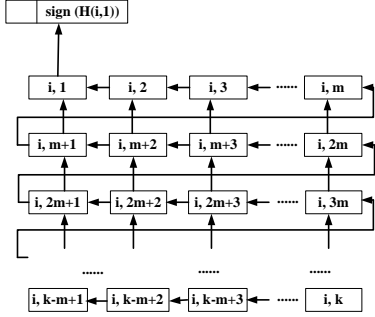 sign (H(i,1))
i, 1 i, 2 i, 3 ...... i, m
i, m+1 i, m+2 i, m+3 ...... i, 2m
i, 2m+1 i, 2m+2 i, 2m+3 ...... i, 3m
...... ...... ......
i, k-m+1 i, k-m+2 i, k-m+3 ...... i, k